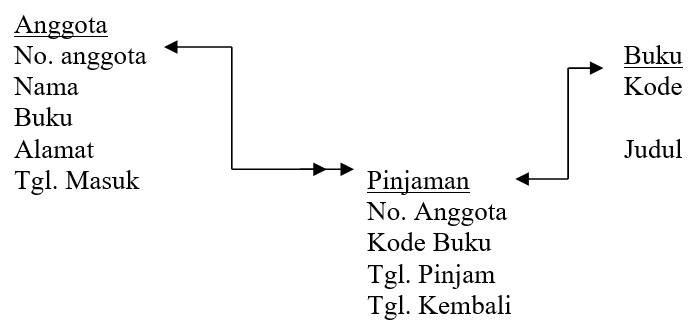 Anggota
No. anggota
Nama
Buku
Alamat
Tgl. Masuk
Buku
Kode
Judul
Pinjaman
No. Anggota
Kode Buku
Tgl. Pinjam
Tgl. Kembali